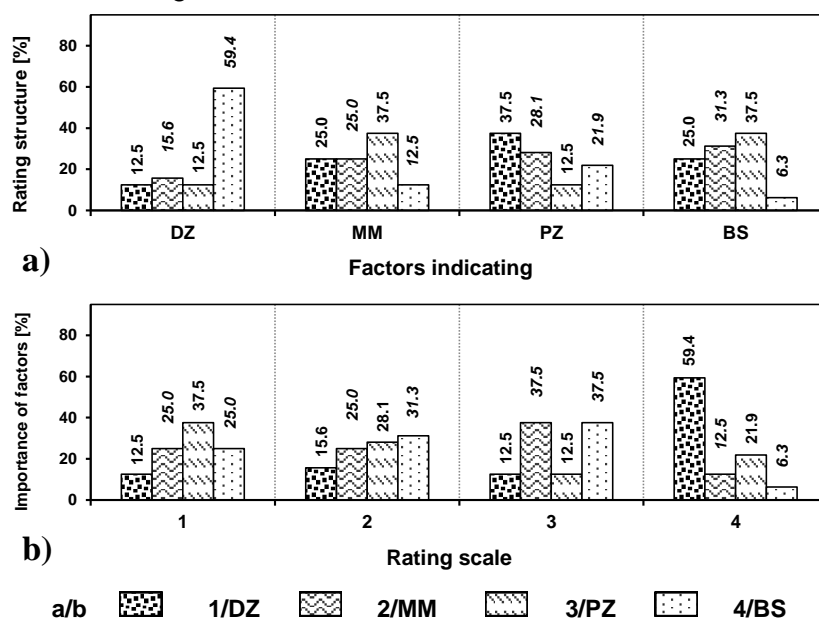 Rating structure [%]
80
60
40
20
0
12.5 15.6 12.5 59.4
25.0 25.0 37.5 12.5
37.5 28.1 12.5 21.9
25.0 31.3 37.5 6.3
DZ MM PZ BS
a)
Factors indicating
Importance of factors [%]
80
60
40
20
0
12.5 25.0 37.5 25.0
15.6 25.0 28.1 31.3
12.5 37.5 12.5 37.5
59.4 12.5 21.9 6.3
1 2 3 4
b)
Rating scale
a/b 1/DZ 2/MM 3/PZ 4/BS